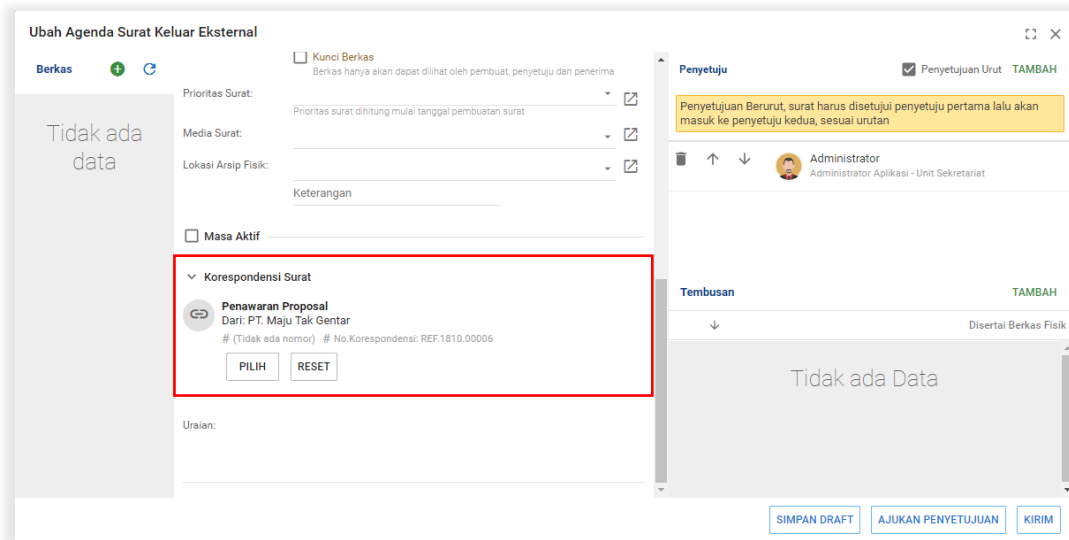 Ubah Agenda Surat Keluar Eksternal
Berkas
Tidak ada
data
Kunci Berkas
Berkas hanya akan dapat dilihat oleh pembuat, penyetuju dan penerima
Prioritas Surat:
Prioritas surat dihitung mulai tanggal pembuatan surat
Media Surat:
Lokasi Arsip Fisik:
Keterangan
Masa Aktif
Korespondensi Surat
Penawaran Proposal
Dari: PT. Maju Tak Gentar
# (Tidak ada nomor) # No.Korespondensi: REF.1810.00006
PILIH RESET
Uraian:
Penyetuju Penyetujuan Urut TAMBAH
Penyetujuan Berurut, surat harus disetujui penyetuju pertama lalu akan
masuk ke penyetuju kedua, sesuai urutan
Administrator
Administrator Aplikasi - Unit Sekretariat
Tembusan TAMBAH
Disertai Berkas Fisik
Tidak ada Data
SIMPAN DRAFT AJUKAN PENYETUJUAN KIRIM